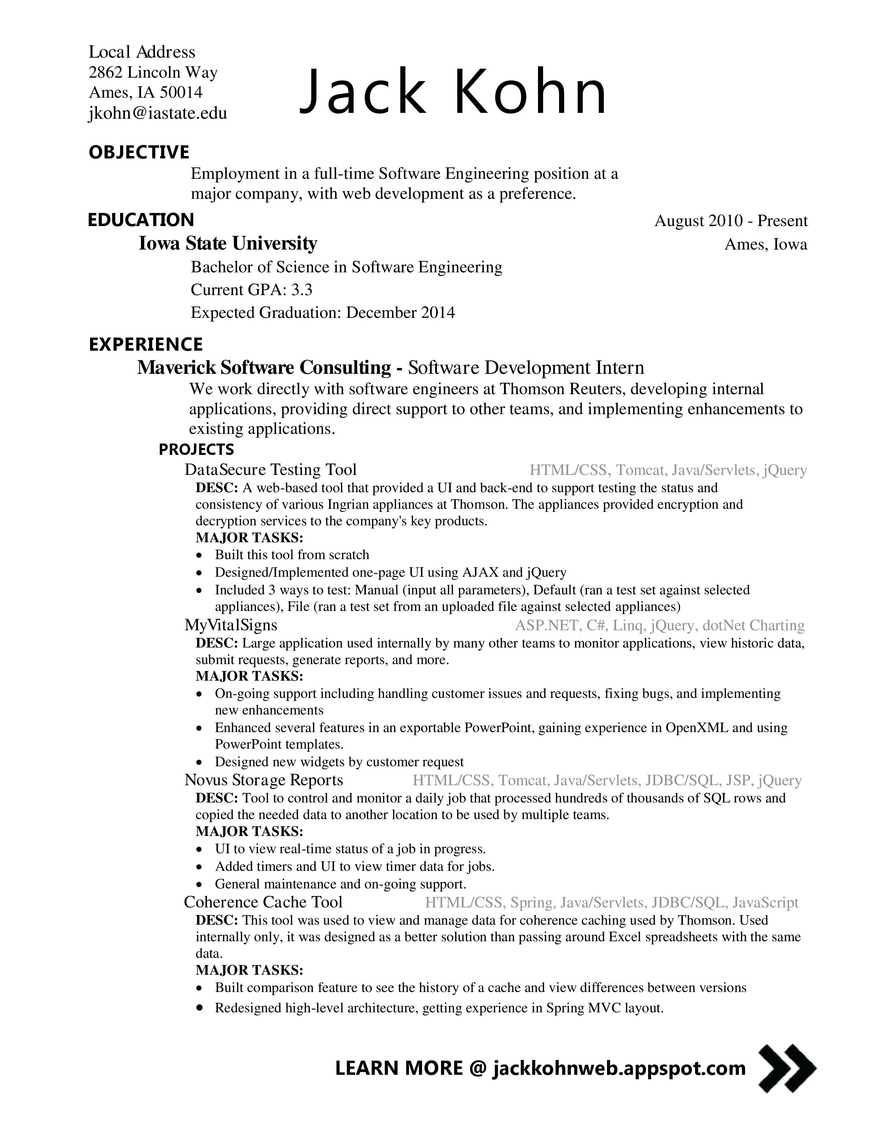 Local Address
2862 Lincoln Way
Ames, IA 50014
jkohn@iastate.edu
Jack Kohn
OBJECTIVE
Employment in a full-time Software Engineering position at a
major company, with web development as a preference.
EDUCATION August 2010 - Present
Iowa State University Ames, Iowa
Bachelor of Science in Software Engineering
Current GPA: 3.3
Expected Graduation: December 2014
EXPERIENCE
Maverick Software Consulting - Software Development Intern
We work directly with software engineers at Thomson Reuters, developing internal
applications, providing direct support to other teams, and implementing enhancements to
existing applications.
PROJECTS
DataSecure Testing Tool HTML/CSS, Tomcat, Java/Servlets, jQuery
DESC: A web-based tool that provided a UI and back-end to support testing the status and
consistency of various Ingrian appliances at Thomson. The appliances provided encryption and
decryption services to the company's key products.
MAJOR TASKS:
• Built this tool from scratch
• Designed/Implemented one-page UI using AJAX and jQuery
• Included 3 ways to test: Manual (input all parameters), Default (ran a test set against selected
appliances), File (ran a test set from an uploaded file against selected appliances)
MyVitalSigns ASP.NET, C#, Linq, jQuery, dotNet Charting
DESC: Large application used internally by many other teams to monitor applications, view historic data,
submit requests, generate reports, and more.
MAJOR TASKS:
• On-going support including handling customer issues and requests, fixing bugs, and implementing
new enhancements
• Enhanced several features in an exportable PowerPoint, gaining experience in OpenXML and using
PowerPoint templates.
• Designed new widgets by customer request
Novus Storage Reports HTML/CSS, Tomcat, Java/Servlets, JDBC/SQL, JSP, jQuery
DESC: Tool to control and monitor a daily job that processed hundreds of thousands of SQL rows and
copied the needed data to another location to be used by multiple teams.
MAJOR TASKS:
• UI to view real-time status of a job in progress.
• Added timers and UI to view timer data for jobs.
• General maintenance and on-going support.
Coherence Cache Tool HTML/CSS, Spring, Java/Servlets, JDBC/SQL, JavaScript
DESC: This tool was used to view and manage data for coherence caching used by Thomson. Used
internally only, it was designed as a better solution than passing around Excel spreadsheets with the same
data.
MAJOR TASKS:
• Built comparison feature to see the history of a cache and view differences between versions
• Redesigned high-level architecture, getting experience in Spring MVC layout.
LEARN MORE @ jackkohnweb.appspot.com